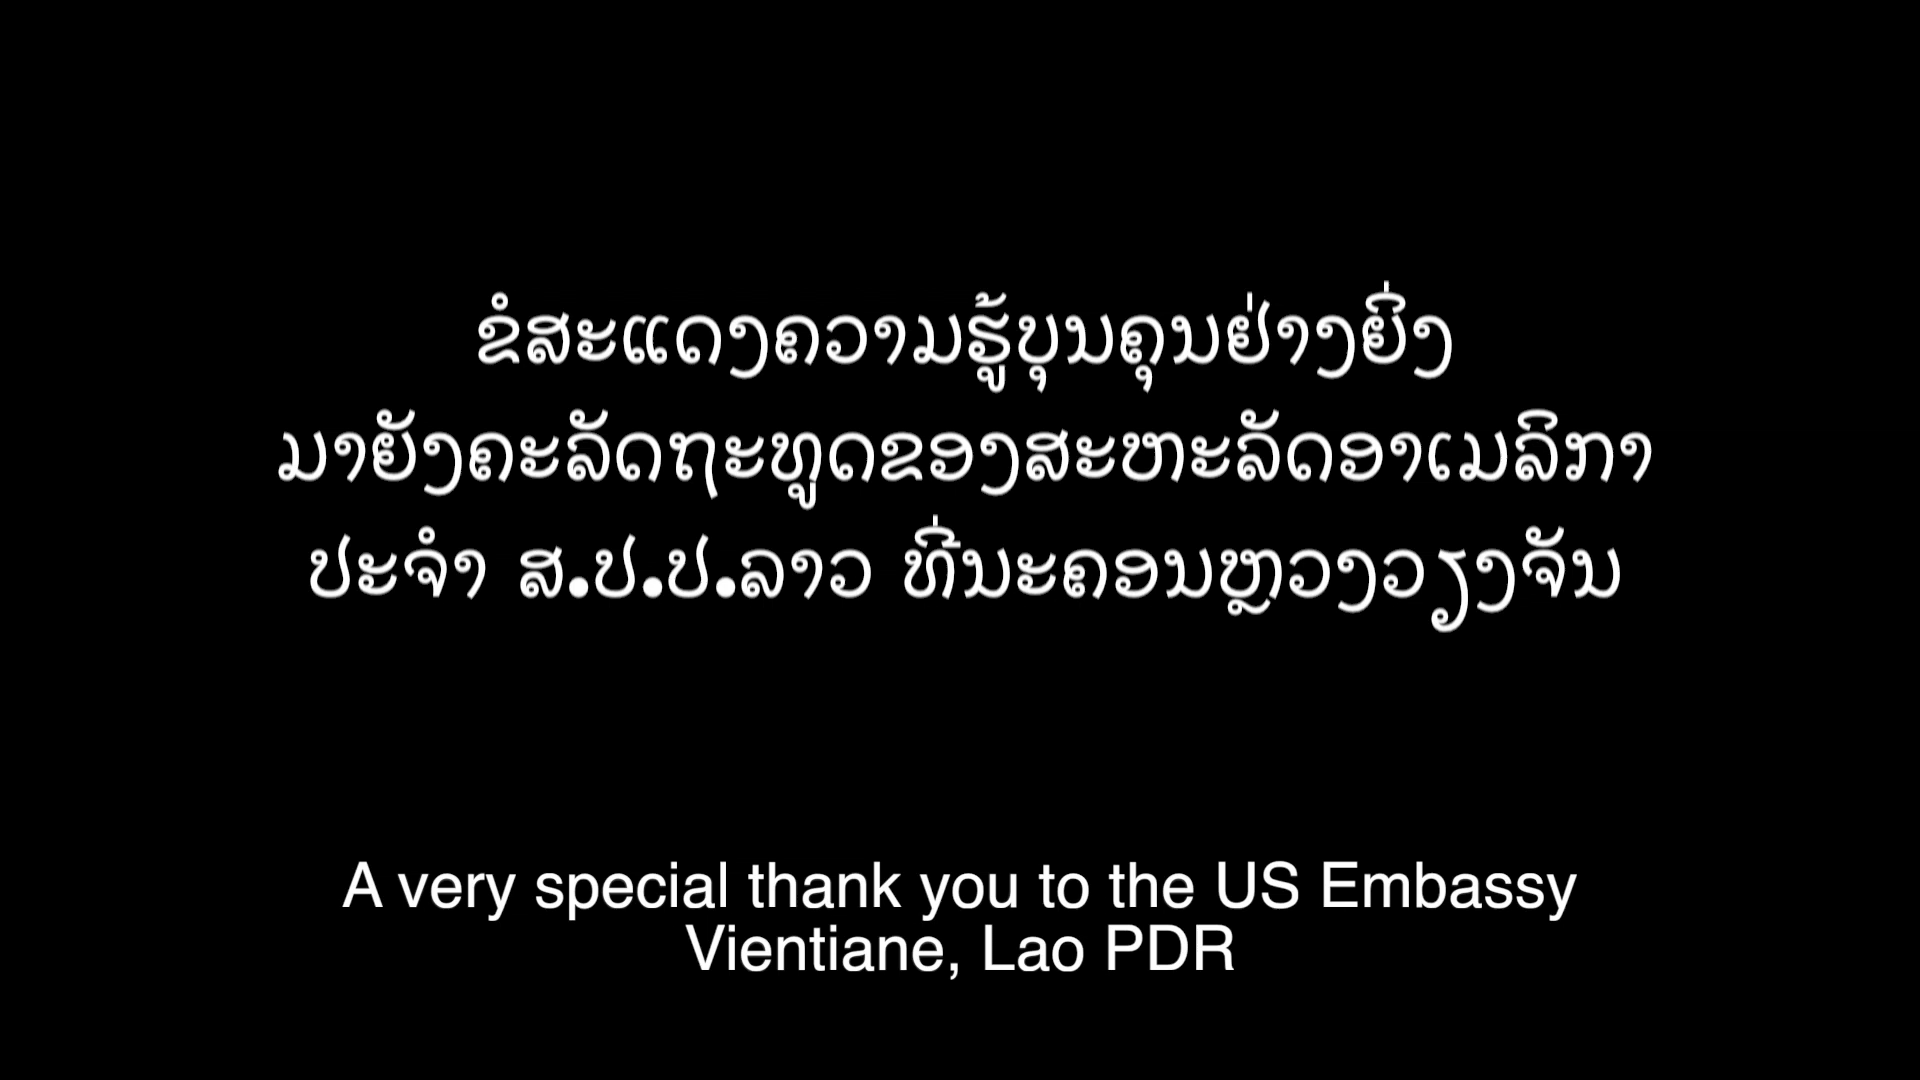 ຂໍສະແດງຄວາມຮູ້ບຸນຄຸນຢ່າງຍິ່ງ
ມາຍັງຄະລັດຖະທູດຂອງສະຫະລັດອາເມລິກາ
ປະຈຳ ສ.ປ.ປ.ລາວ ທີ່ນະຄອນຫຼວງວຽງຈັນ
A very special thank you to the US Embassy
Vientiane, Lao PDR